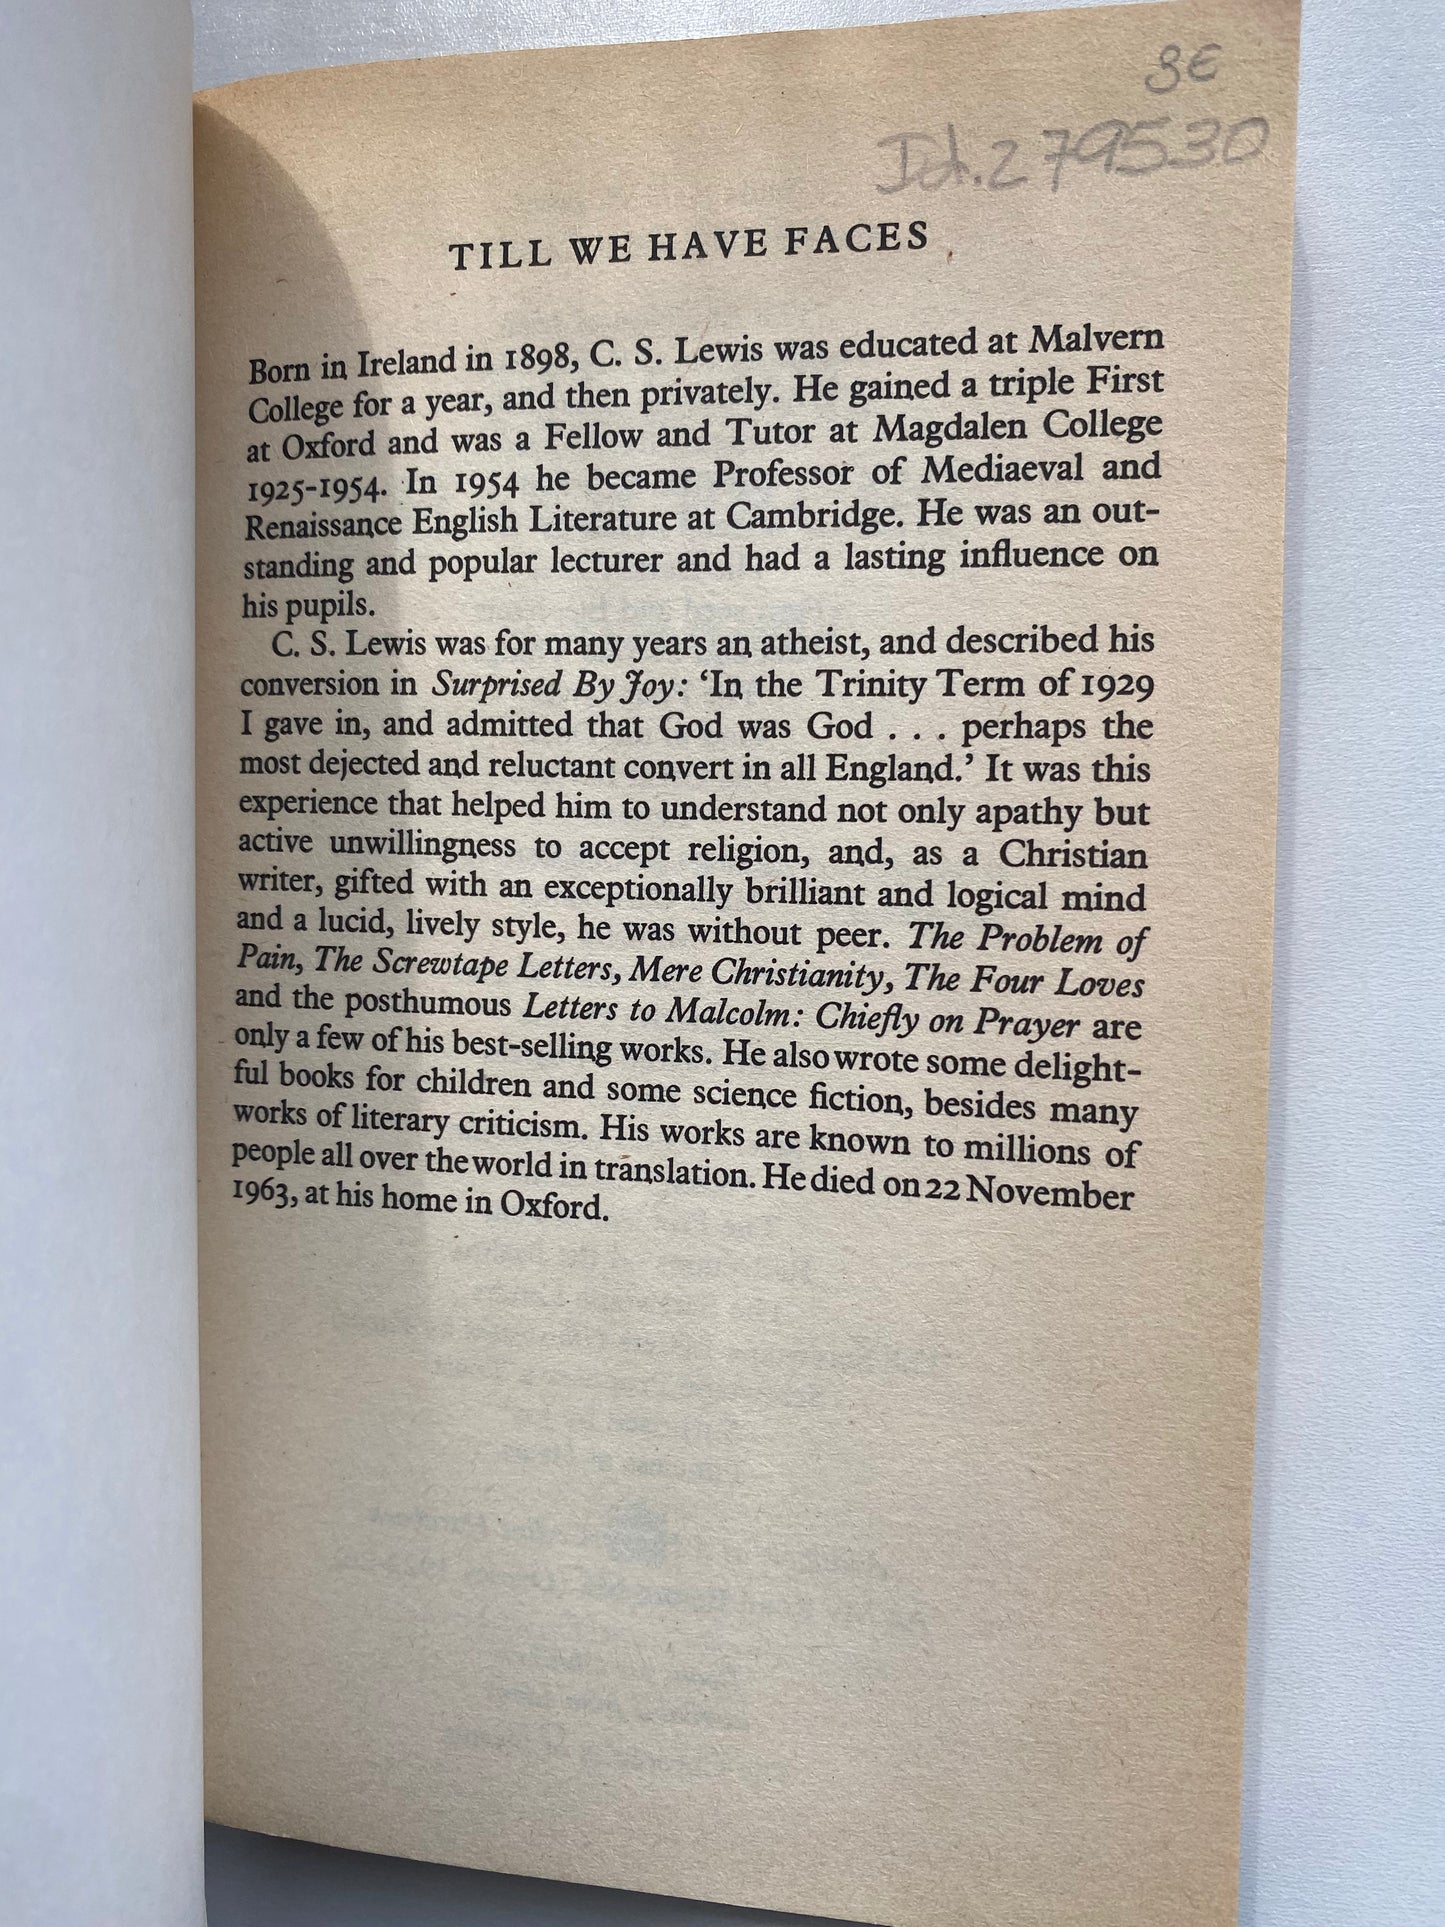 TILL WE HAVE FACES
Born in Ireland in 1898, C. S. Lewis was educated at Malvern
College for a year, and then privately. He gained a triple First
at Oxford and was a Fellow and Tutor at Magdalen College
1925-1954. In 1954 he became Professor of Mediaeval and
Renaissance English Literature at Cambridge. He was an out-
standing and popular lecturer and had a lasting influence on
his pupils.
C. S. Lewis was for many years an atheist, and described his
conversion in Surprised By Joy: ‘In the Trinity Term of 1929
I gave in, and admitted that God was God . . . perhaps the
most dejected and reluctant convert in all England.’ It was this
experience that helped him to understand not only apathy but
active unwillingness to accept religion, and, as a Christian
writer, gifted with an exceptionally brilliant and logical mind
and a lucid, lively style, he was without peer. The Problem of
Pain, The Screwtape Letters, Mere Christianity, The Four Loves
and the posthumous Letters to Malcolm: Chiefly on Prayer are
only a few of his best-selling works. He also wrote some delight-
ful books for children and some science fiction, besides many
works of literary criticism. His works are known to millions of
people all over the world in translation. He died on 22 November
1963, at his home in Oxford.